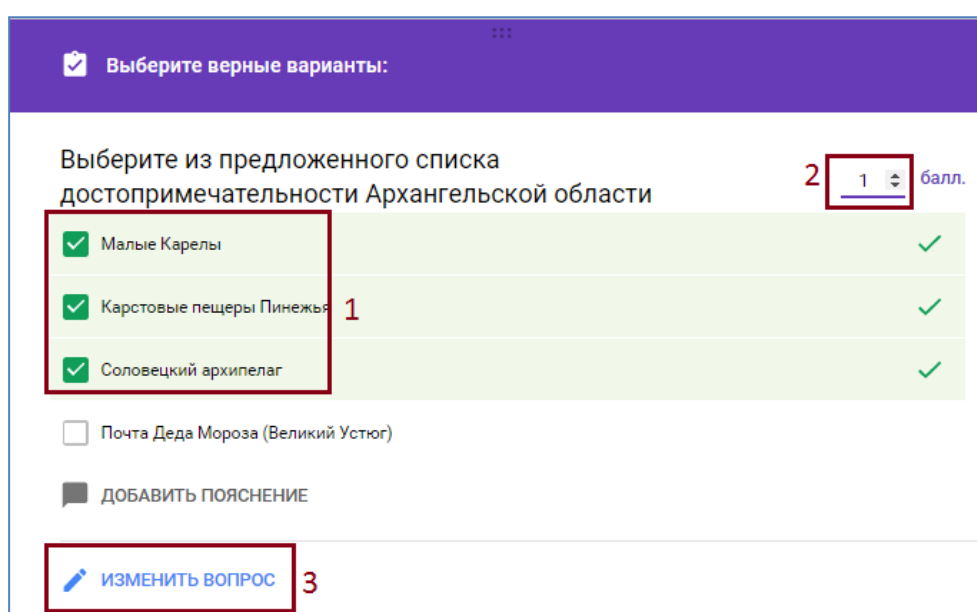 Выберите верные варианты:
Выберите из предложенного списка
достопримечательности Архангельской области
2 1 балл.
Малые Карелы
Карстовые пещеры Пинежья 1
Соловецкий архипелаг
Почта Деда Мороза (Великий Устюг)
ДОБАВИТЬ ПОЯСНЕНИЕ
ИЗМЕНИТЬ ВОПРОС 3